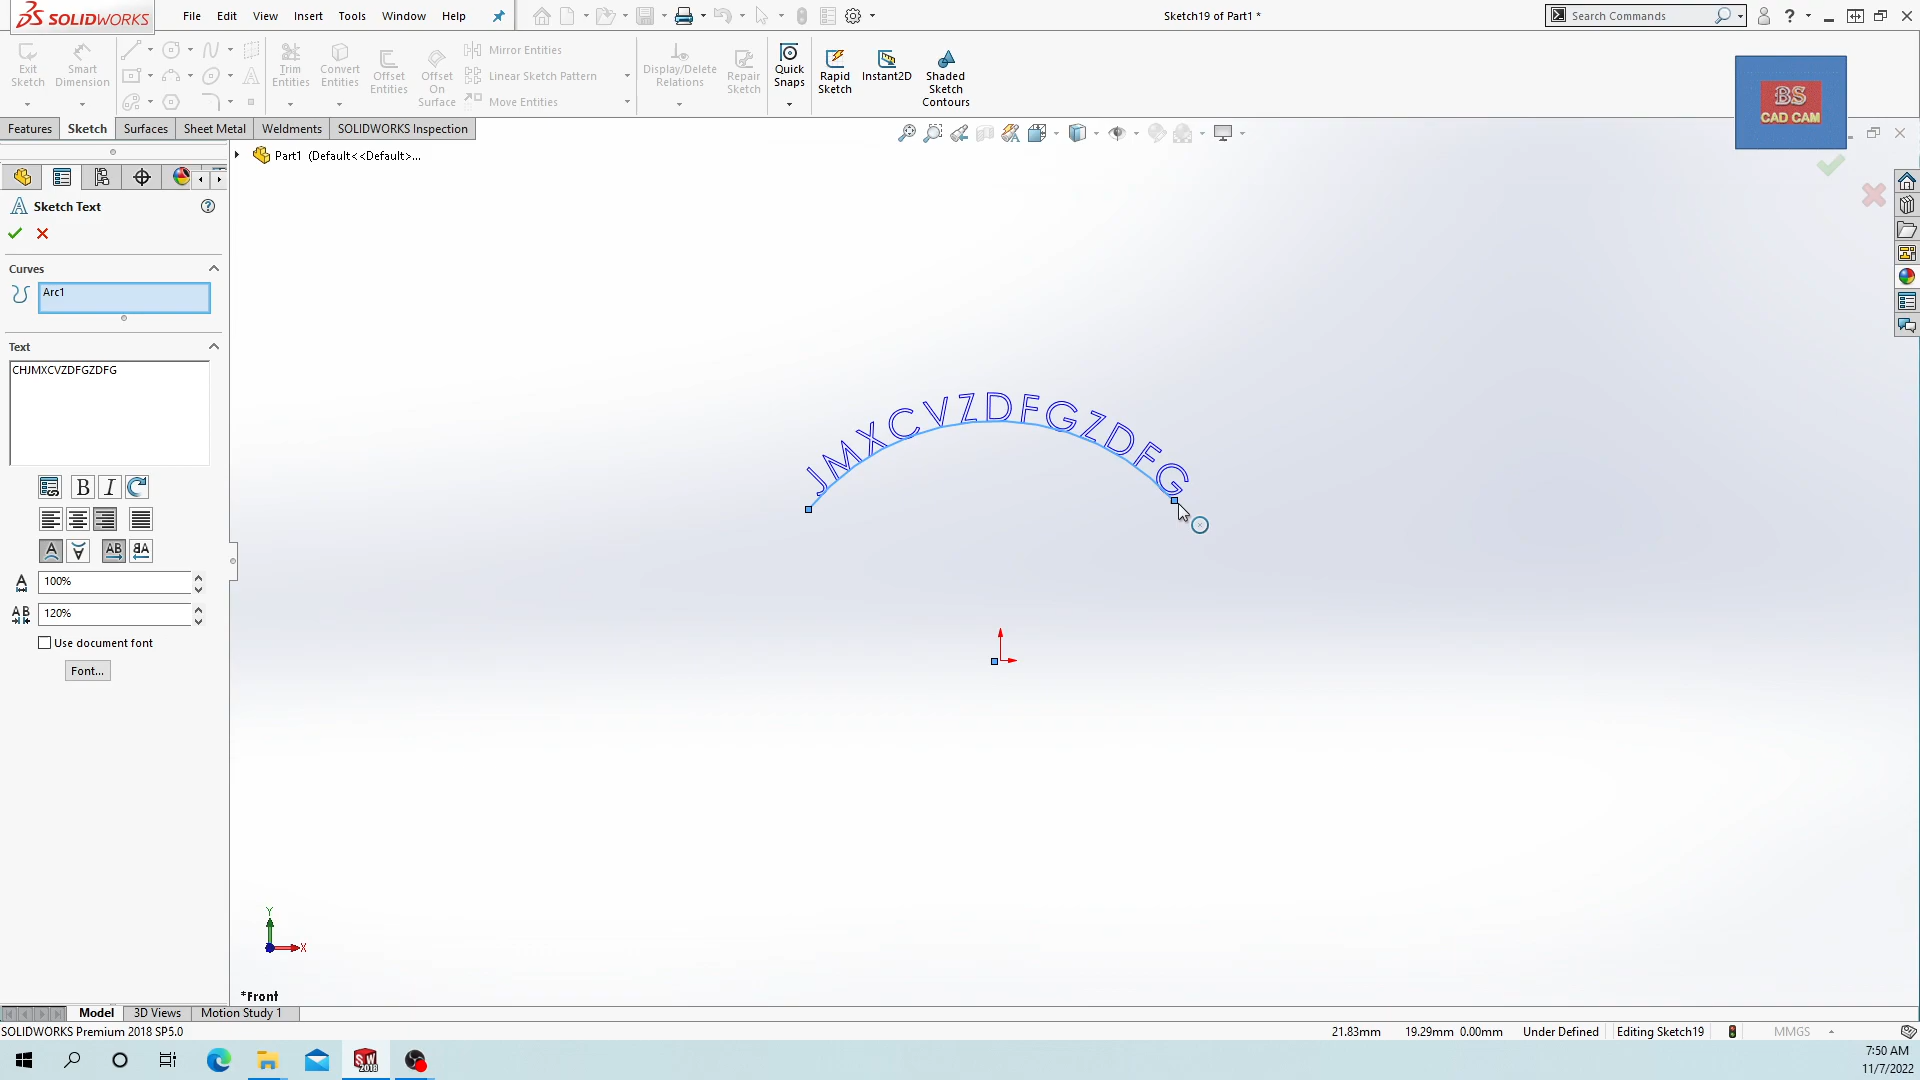 SOLIDWORKS
File Edit View Insert Tools Window Help
Sketch19 of Part1 *
Search Commands
Exit Sketch
Smart Dimension
Trim Entities
Convert Entities
Offset Entities
Offset On Surface
Mirror Entities
Linear Sketch Pattern
Move Entities
Display/Delete Relations
Repair Sketch
Quick Snaps
Rapid Sketch
Instant2D
Shaded Sketch Contours
BS
CAD CAM
Features Sketch Surfaces Sheet Metal Weldments SOLIDWORKS Inspection
Part1 (Default<<Default>...
Sketch Text
Curves
Arc1
Text
CHJMXCVZDFGZDFG
JMXCVZDFGZDFG
B I
A A AB AB
A 100%
AB 120%
Use document font
Font...
Y
X
*Front
Model 3D Views Motion Study 1
SOLIDWORKS Premium 2018 SP5.0
21.83mm 19.29mm 0.00mm Under Defined Editing Sketch19 MMGS
SW
2018
7:50 AM
11/7/2022